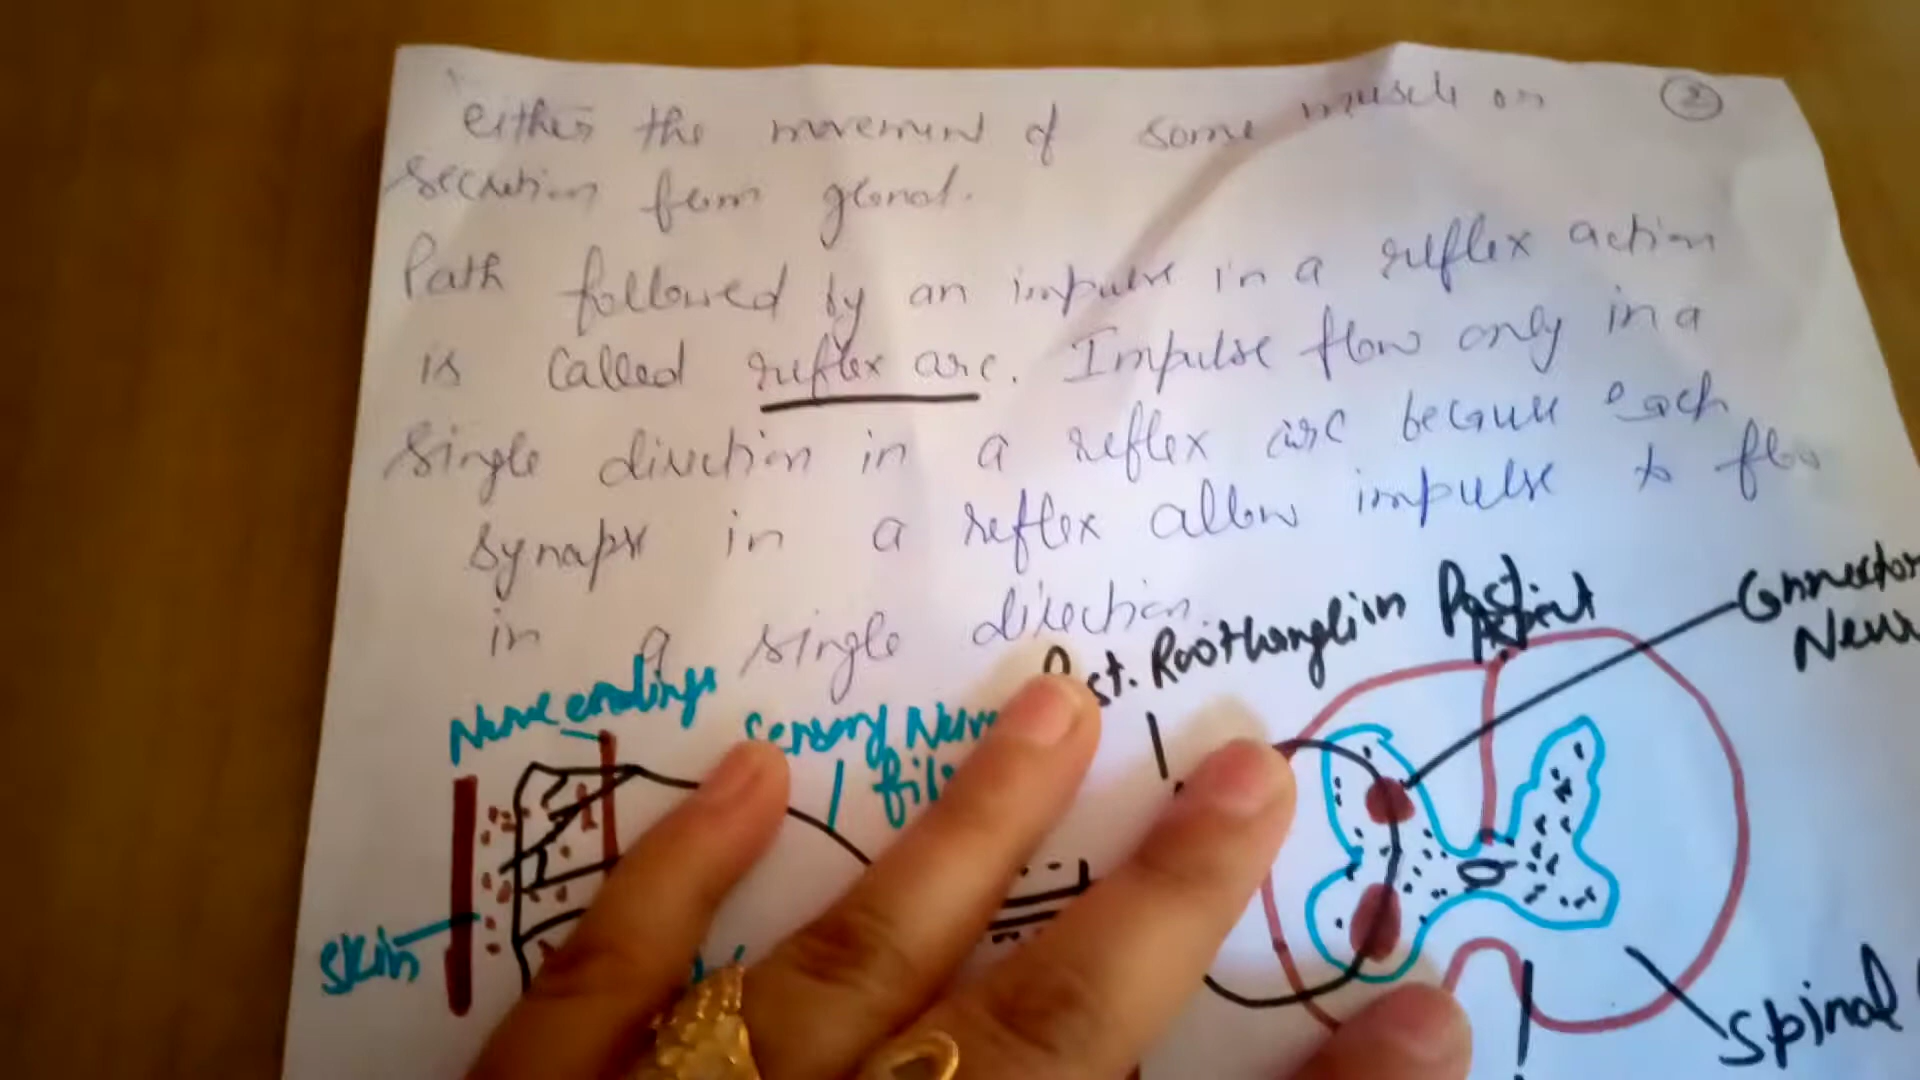 2
either the movement of some muscle or
secretion from gland.
Path followed by an impulse in a reflex action
is called reflex arc. Impulse flow only in a
single direction in a reflex arc because each
synapse in a reflex allow impulse to flow
in a single direction
Connector
Post. Root
Nerve endings
Sensory Nerve
Skin
Spinal